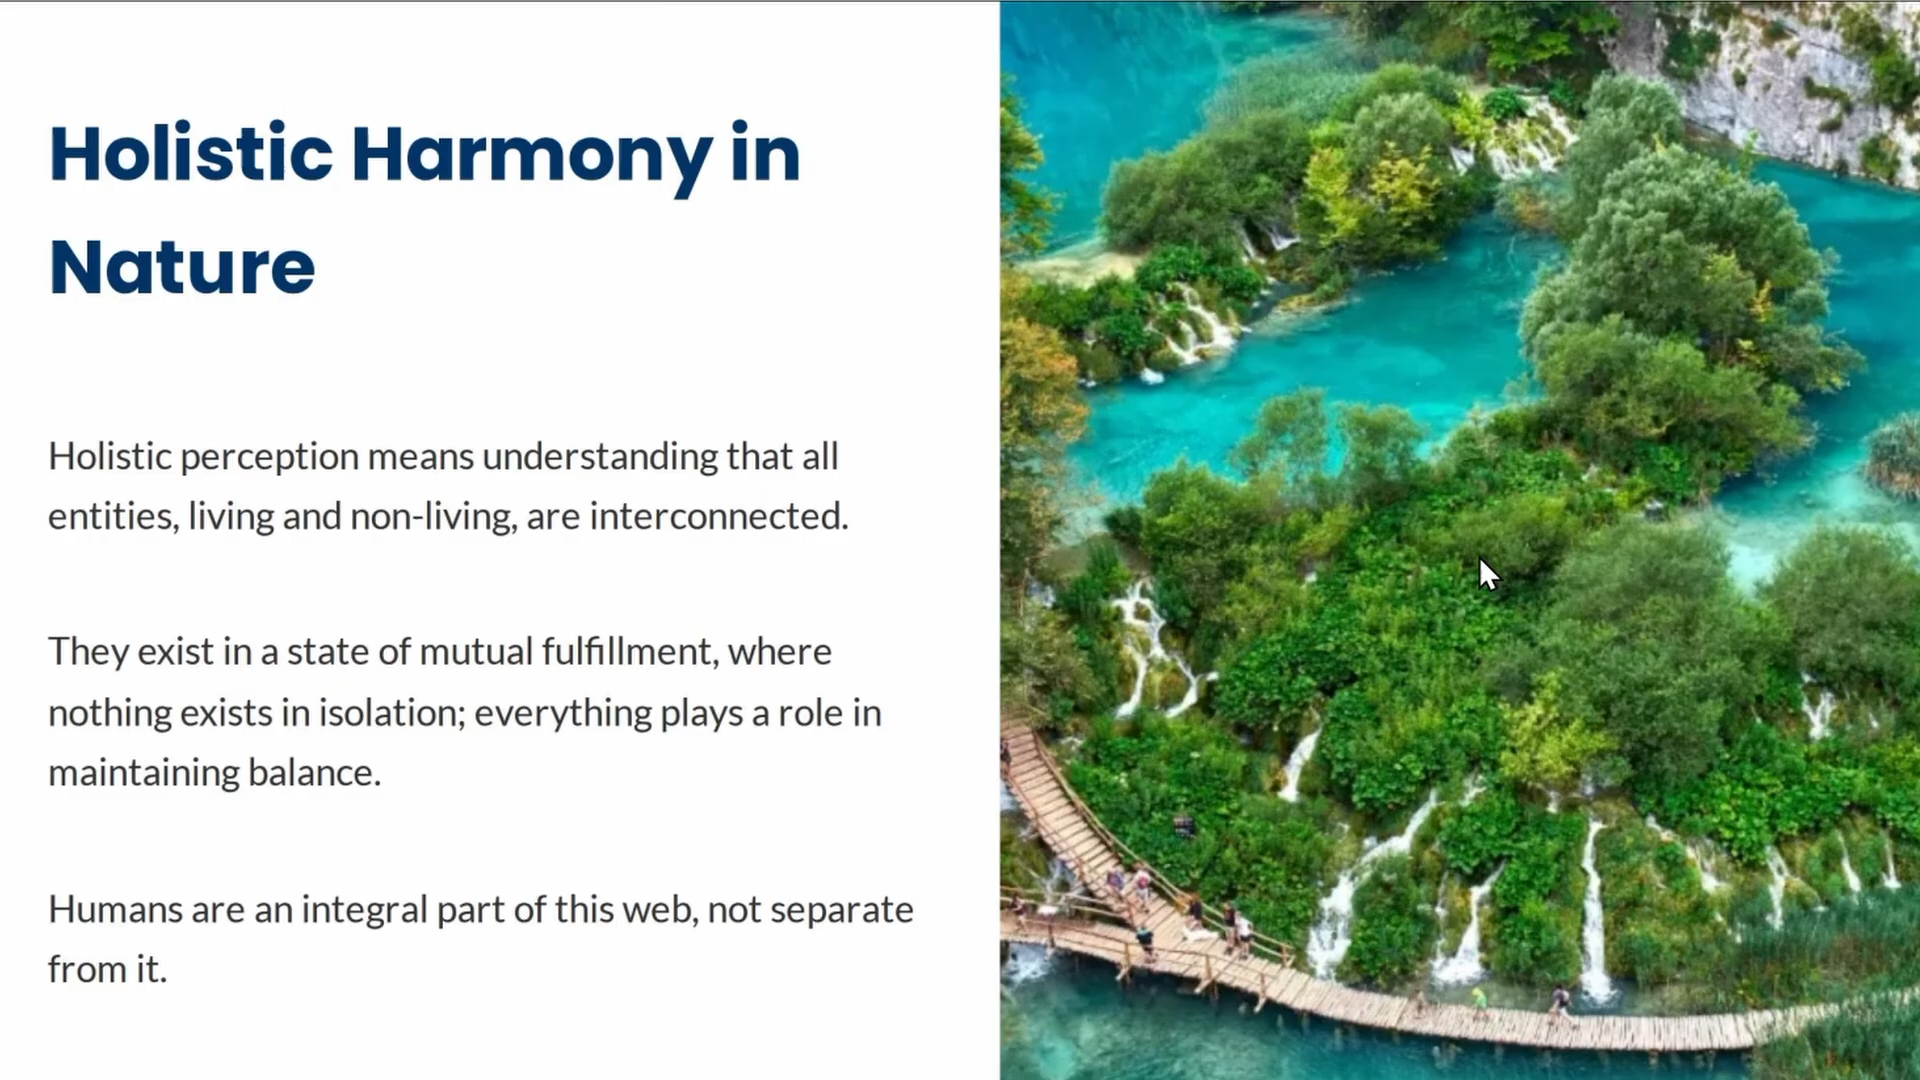 Holistic Harmony in
Nature
Holistic perception means understanding that all
entities, living and non-living, are interconnected.
They exist in a state of mutual fulfillment, where
nothing exists in isolation; everything plays a role in
maintaining balance.
Humans are an integral part of this web, not separate
from it.